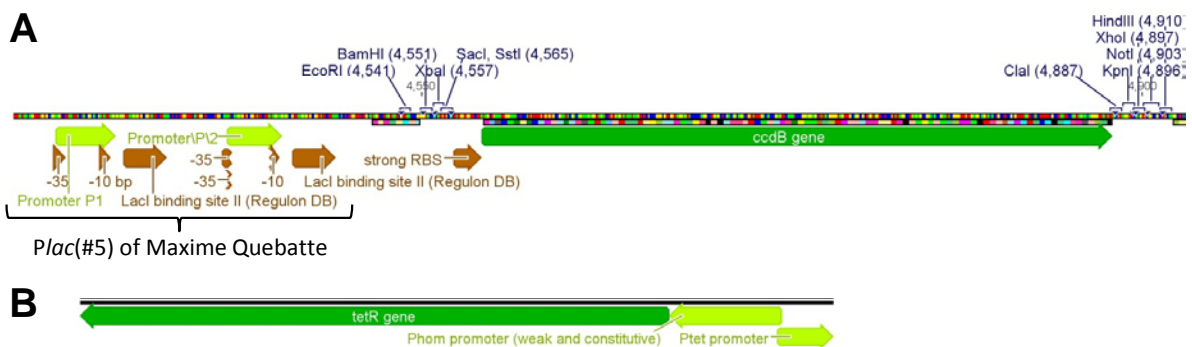 A
HindIII (4,910)
XhoI (4,897)
BamHI (4,551) SacI, SstI (4,565) NotI (4,903)
EcoRI (4,541) XbaI (4,557) ClaI (4,887) KpnI (4,896)
4,550 4,900
Promoter\P\2 ccdB gene
-35 strong RBS
-35 -10 bp -35 -10 LacI binding site II (Regulon DB)
Promoter P1 LacI binding site II (Regulon DB)
Plac(#5) of Maxime Quebatte
B
tetR gene
Phom promoter (weak and constitutive) Ptet promoter